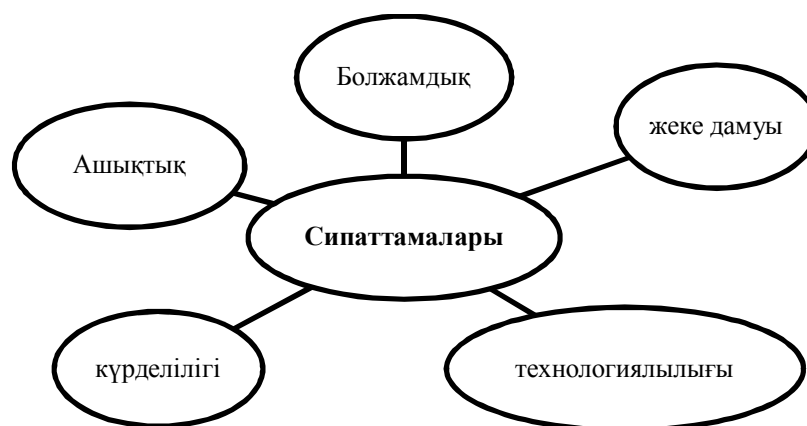 Болжамдық
жеке дамуы
Ашықтық
Сипаттамалары
күрделілігі
технологиялылығы